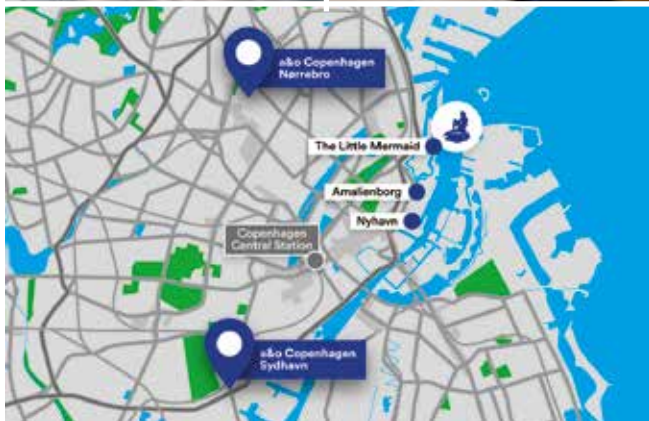 a&o Copenhagen
Nørrebro
The Little Mermaid
Amalienborg
Nyhavn
Copenhagen
Central Station
a&o Copenhagen
Sydhavn